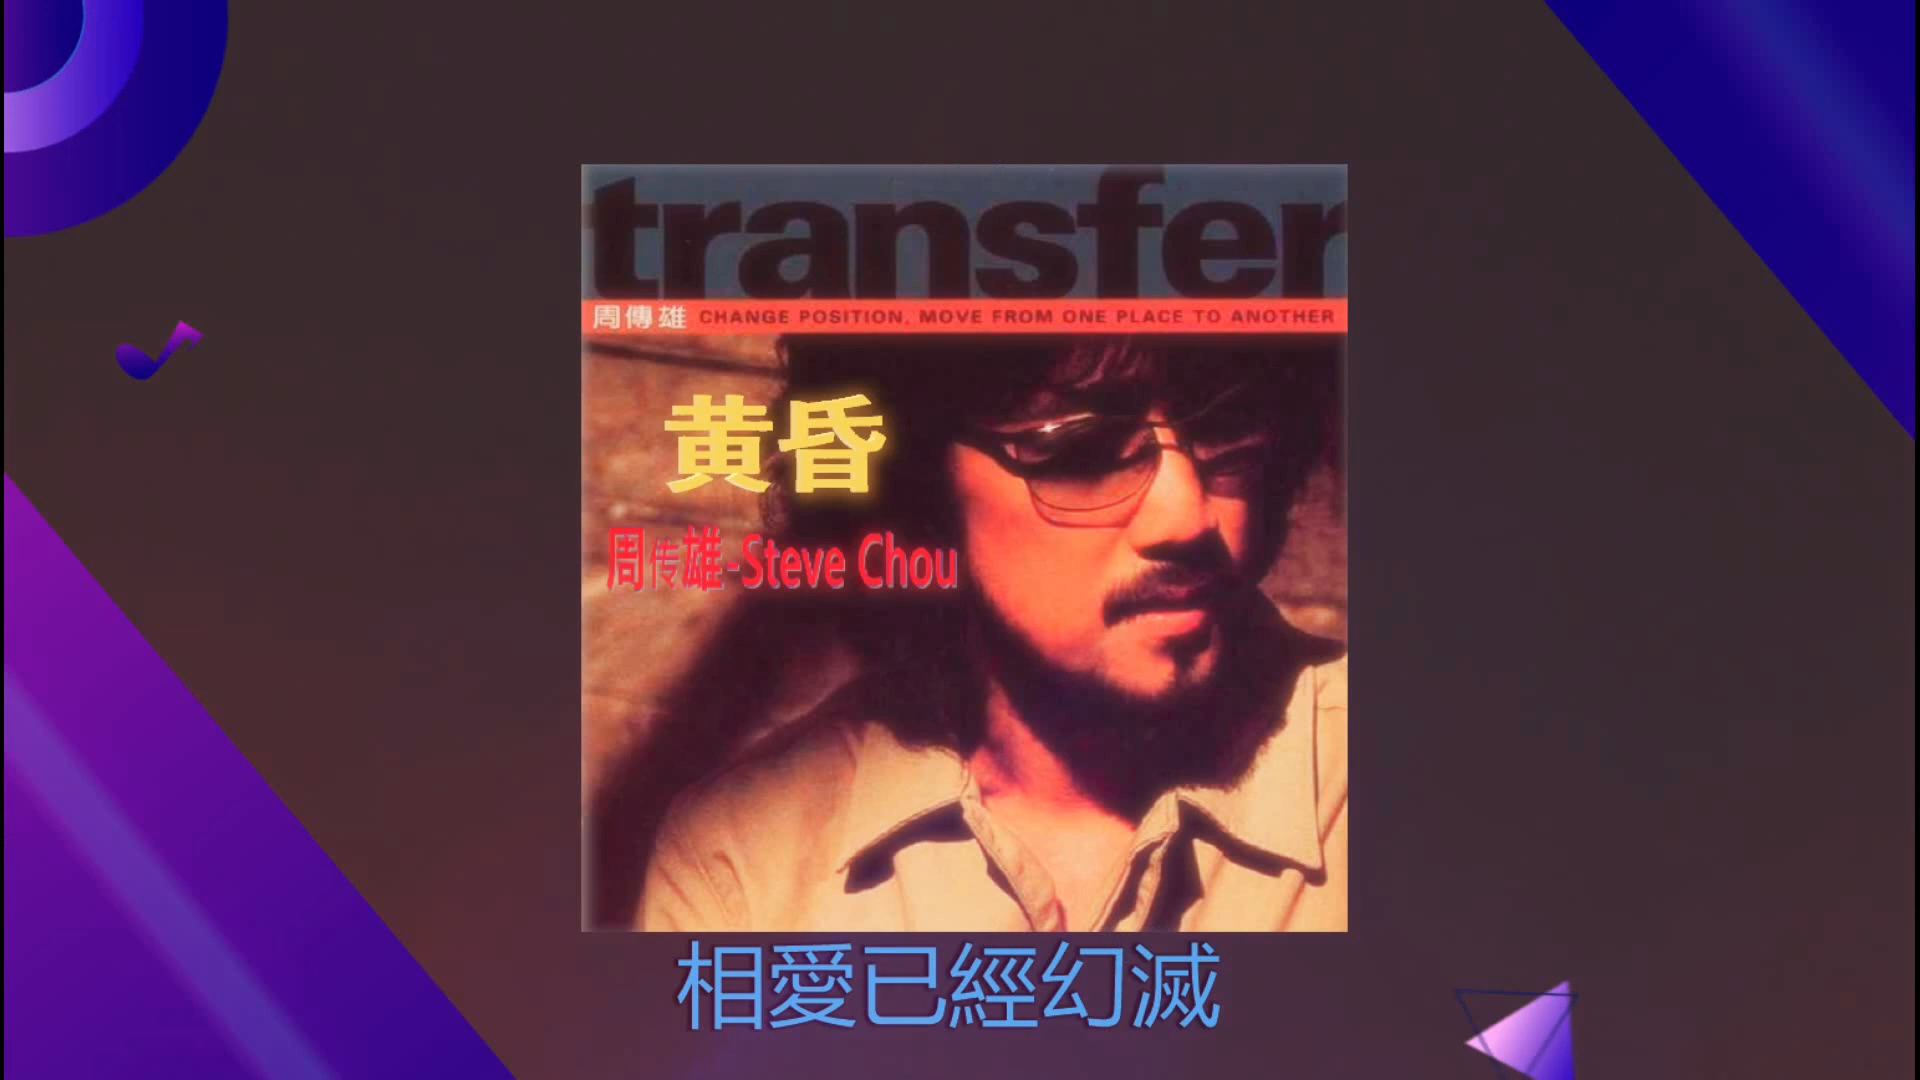 transfer
周傳雄 CHANGE POSITION, MOVE FROM ONE PLACE TO ANOTHER
黄昏
周传雄-Steve Chou
相愛已經幻滅